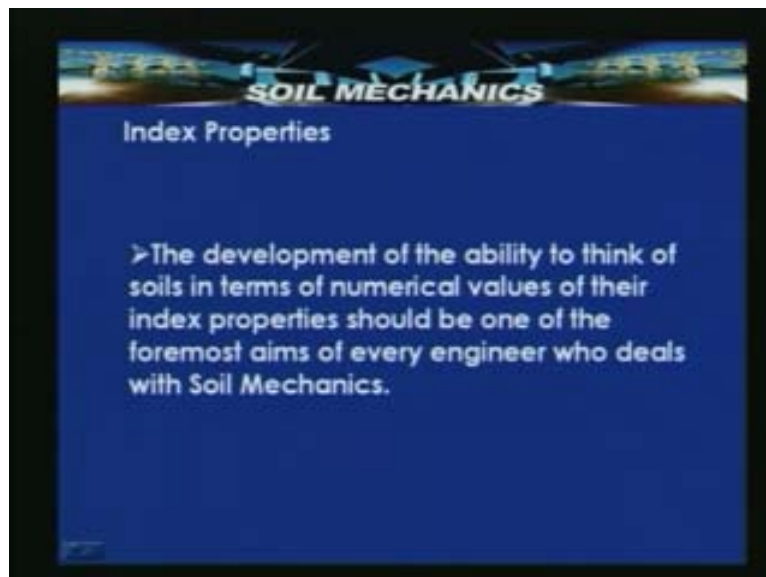 SOIL MECHANICS
Index Properties
➢The development of the ability to think of
soils in terms of numerical values of their
index properties should be one of the
foremost aims of every engineer who deals
with Soil Mechanics.